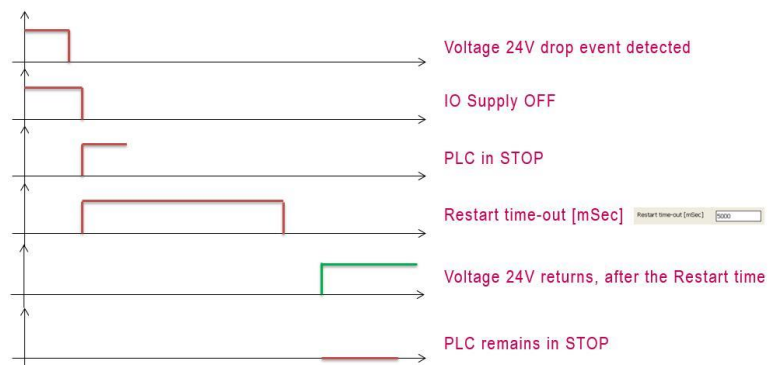 Voltage 24V drop event detected
IO Supply OFF
PLC in STOP
Restart time-out [mSec] Restart time-out [mSec] 5000
Voltage 24V returns, after the Restart time
PLC remains in STOP